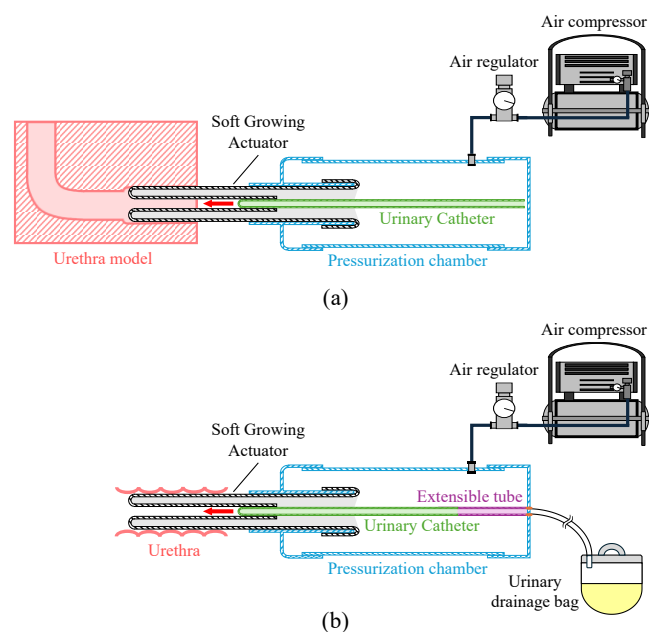 Air compressor
Air regulator
Soft Growing
Actuator
Urinary Catheter
Urethra model
Pressurization chamber
(a)
Air compressor
Air regulator
Soft Growing
Actuator
Extensible tube
Urinary Catheter
Urethra
Pressurization chamber
Urinary
drainage bag
(b)